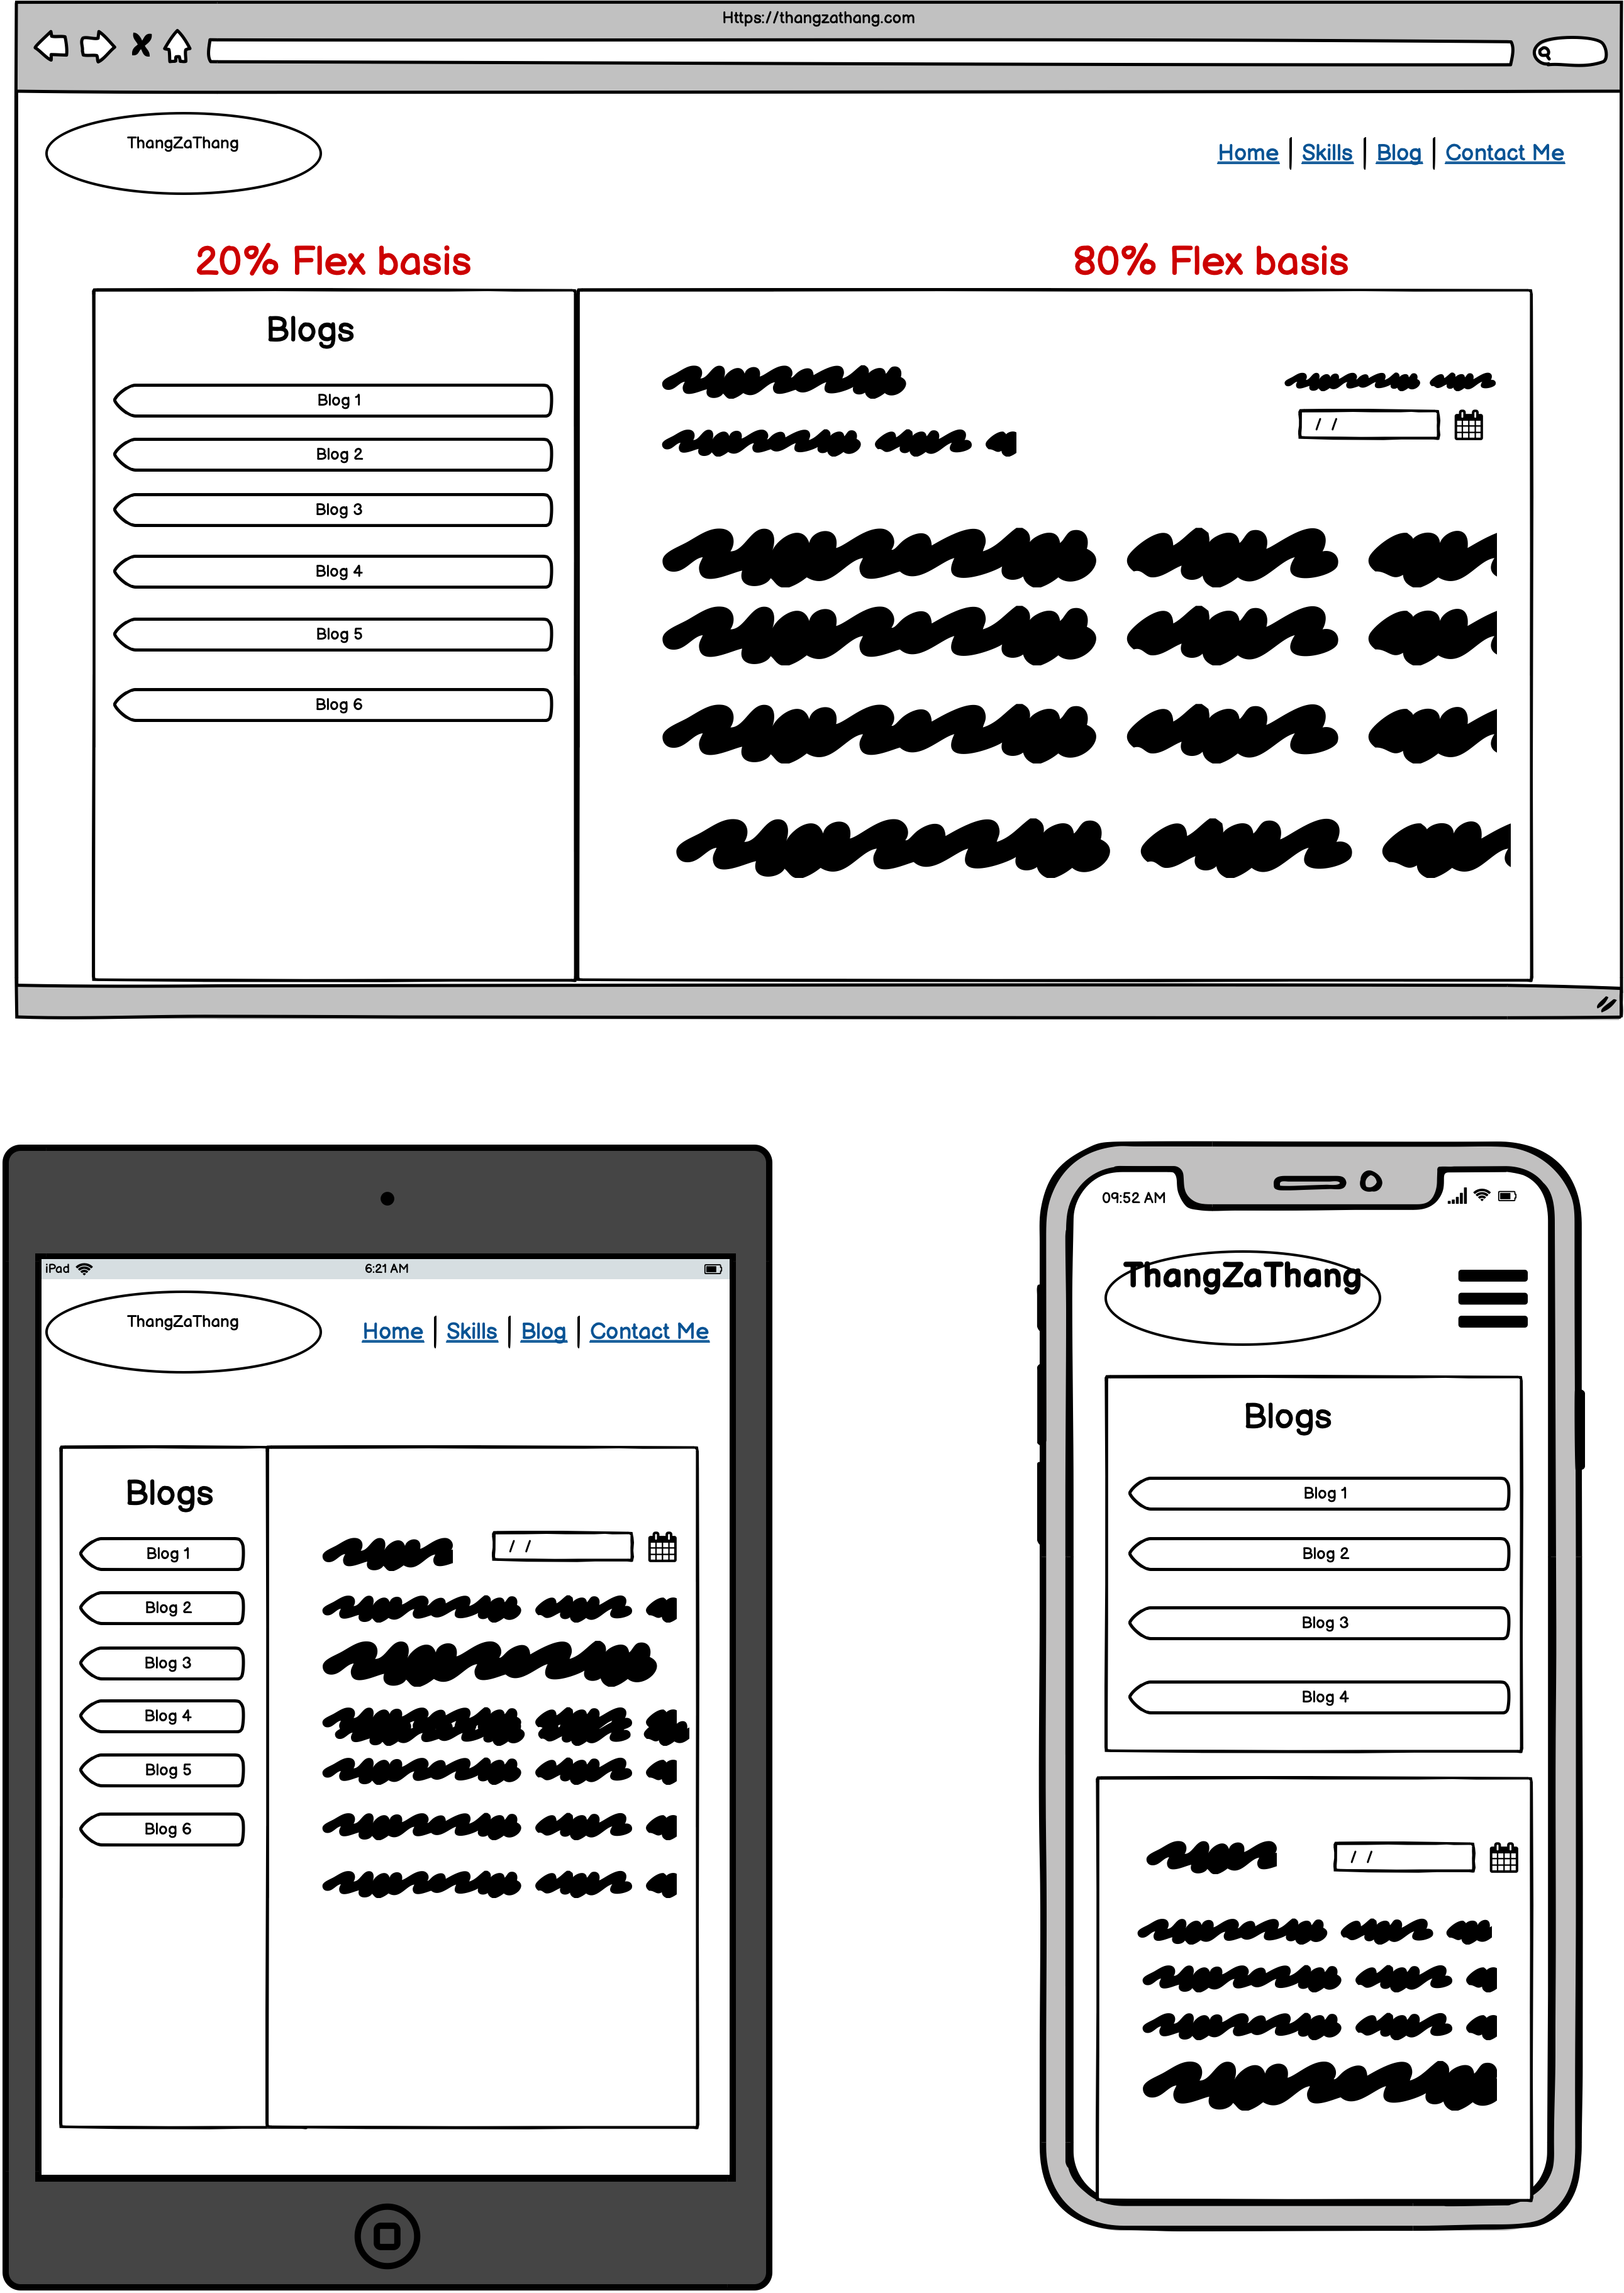 Https://thangzathang.com
ThangZaThang
Home | Skills | Blog | Contact Me
20% Flex basis
80% Flex basis
Blogs
Blog 1
Blog 2
Blog 3
Blog 4
Blog 5
Blog 6
/ /
iPad
6:21 AM
ThangZaThang
Home | Skills | Blog | Contact Me
Blogs
Blog 1
Blog 2
Blog 3
Blog 4
Blog 5
Blog 6
/ /
09:52 AM
ThangZaThang
Blogs
Blog 1
Blog 2
Blog 3
Blog 4
/ /